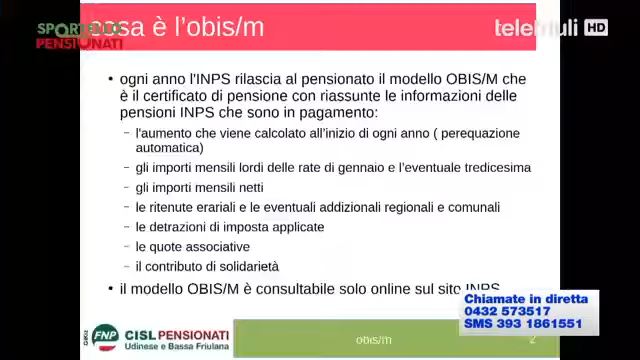 SPORTELLO
PENSIONATI
cosa è l'obis/m
telefriuli HD
• ogni anno l'INPS rilascia al pensionato il modello OBIS/M che
è il certificato di pensione con riassunte le informazioni delle
pensioni INPS che sono in pagamento:
– l'aumento che viene calcolato all'inizio di ogni anno ( perequazione
automatica)
– gli importi mensili lordi delle rate di gennaio e l'eventuale tredicesima
– gli importi mensili netti
– le ritenute erariali e le eventuali addizionali regionali e comunali
– le detrazioni di imposta applicate
– le quote associative
– il contributo di solidarietà
• il modello OBIS/M è consultabile solo online sul sito INPS
Chiamate in diretta
0432 573517
SMS 393 1861551
FNP CISL PENSIONATI
Udinese e Bassa Friulana
obis/m
2